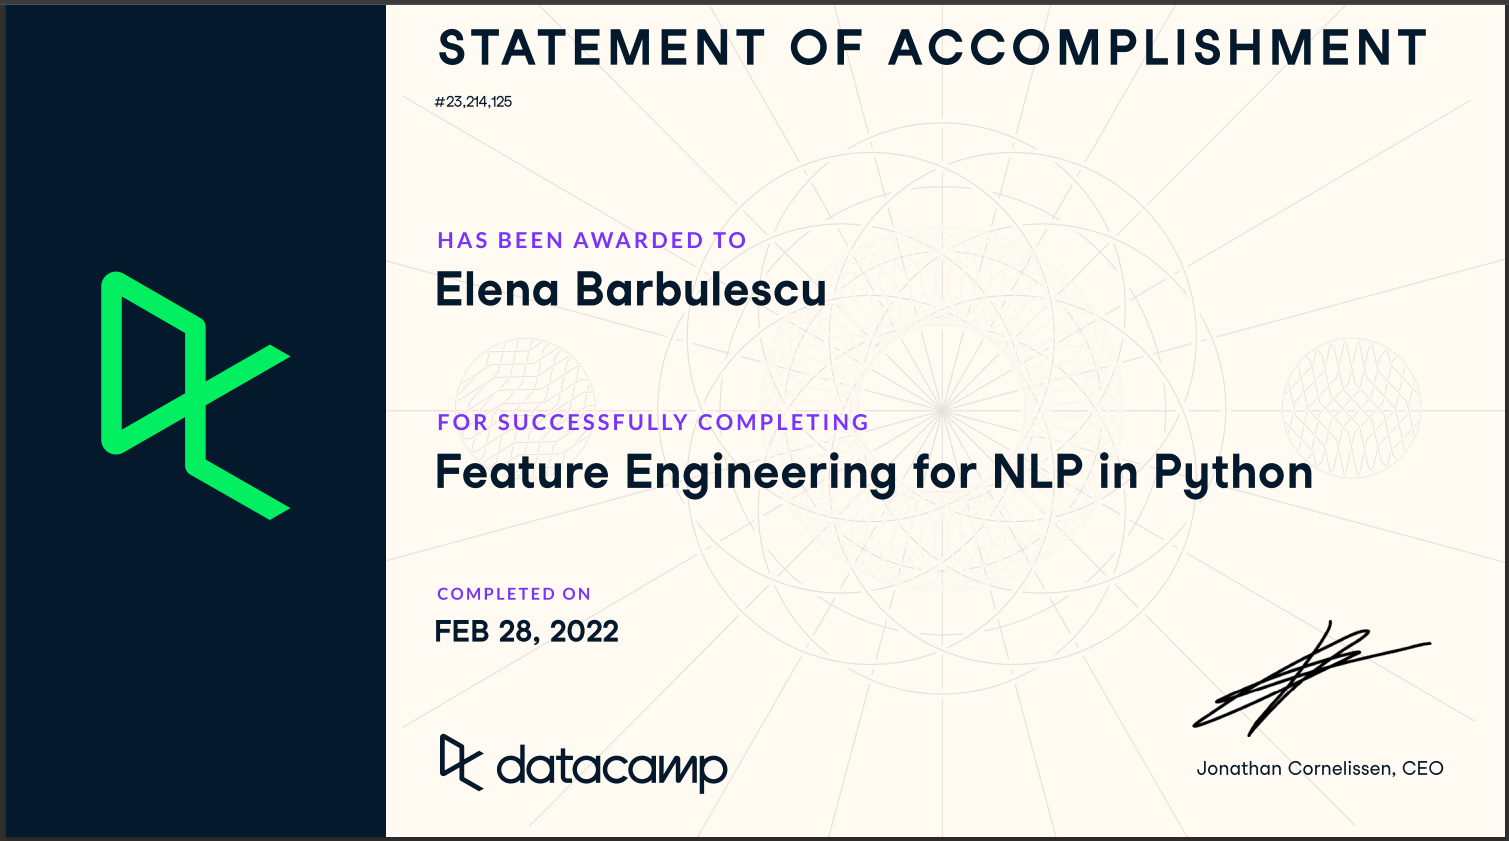 STATEMENT OF ACCOMPLISHMENT
#23,214,125
HAS BEEN AWARDED TO
Elena Barbulescu
FOR SUCCESSFULLY COMPLETING
Feature Engineering for NLP in Python
COMPLETED ON
FEB 28, 2022
datacamp
Jonathan Cornelissen, CEO